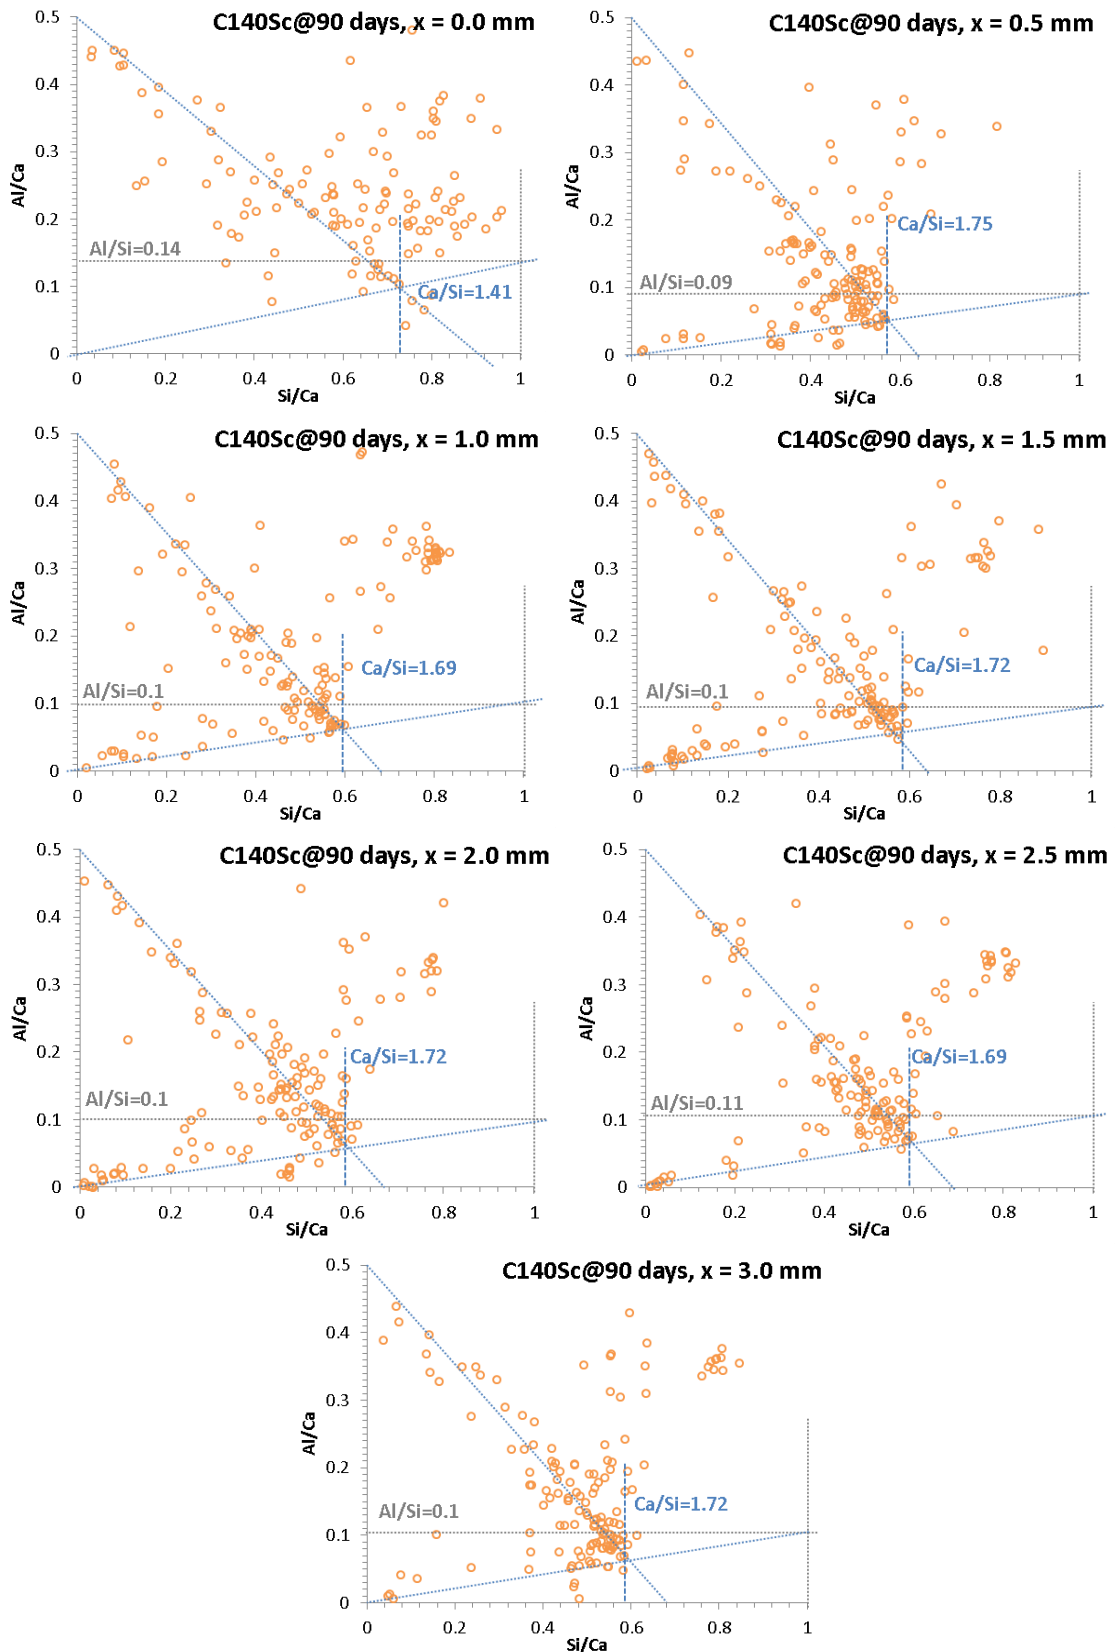 C140Sc@90 days, x = 0.0 mm
0.5
0.4
0.3
0.2
0.1
0
Al/Ca
Al/Si=0.14
Ca/Si=1.41
0 0.2 0.4 0.6 0.8 1
Si/Ca
C140Sc@90 days, x = 0.5 mm
0.5
0.4
0.3
0.2
0.1
0
Al/Ca
Ca/Si=1.75
Al/Si=0.09
0 0.2 0.4 0.6 0.8 1
Si/Ca
C140Sc@90 days, x = 1.0 mm
0.5
0.4
0.3
0.2
0.1
0
Al/Ca
Ca/Si=1.69
Al/Si=0.1
0 0.2 0.4 0.6 0.8 1
Si/Ca
C140Sc@90 days, x = 1.5 mm
0.5
0.4
0.3
0.2
0.1
0
Al/Ca
Ca/Si=1.72
Al/Si=0.1
0 0.2 0.4 0.6 0.8 1
Si/Ca
C140Sc@90 days, x = 2.0 mm
0.5
0.4
0.3
0.2
0.1
0
Al/Ca
Ca/Si=1.72
Al/Si=0.1
0 0.2 0.4 0.6 0.8 1
Si/Ca
C140Sc@90 days, x = 2.5 mm
0.5
0.4
0.3
0.2
0.1
0
Al/Ca
Ca/Si=1.69
Al/Si=0.11
0 0.2 0.4 0.6 0.8 1
Si/Ca
C140Sc@90 days, x = 3.0 mm
0.5
0.4
0.3
0.2
0.1
0
Al/Ca
Ca/Si=1.72
Al/Si=0.1
0 0.2 0.4 0.6 0.8 1
Si/Ca